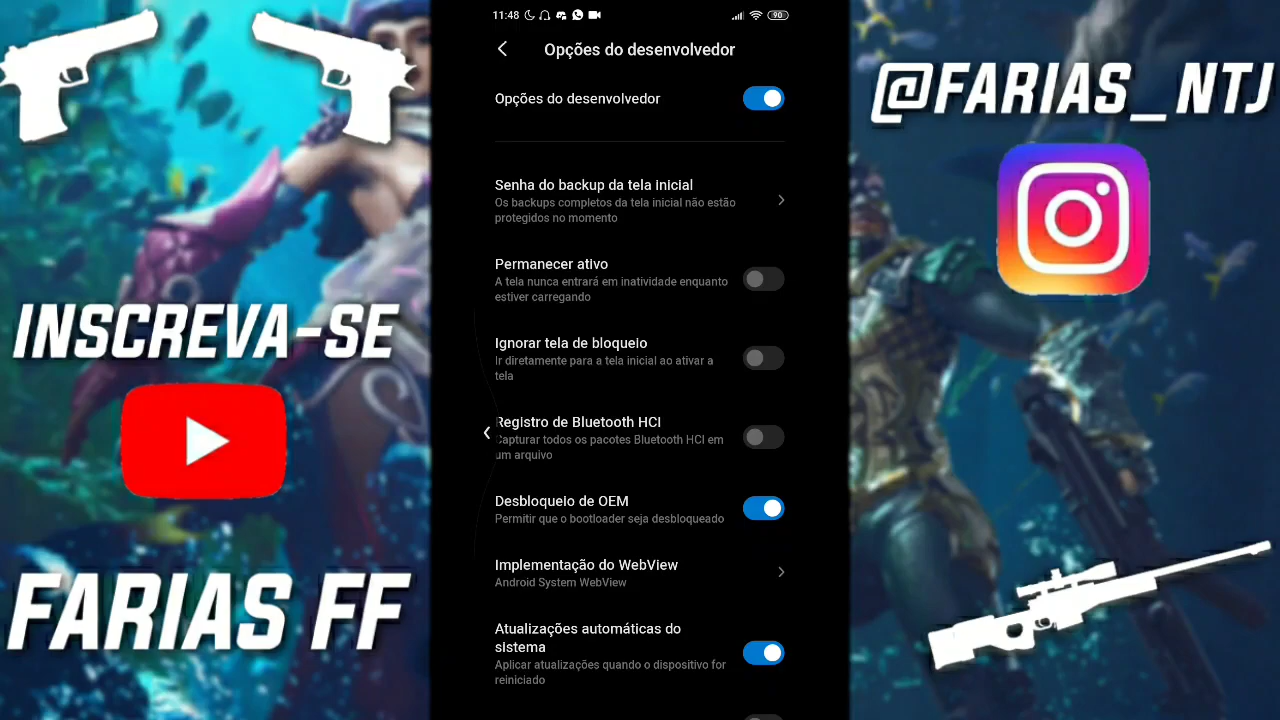 11:48
90
Opções do desenvolvedor
Opções do desenvolvedor
Senha do backup da tela inicial
Os backups completos da tela inicial não estão
protegidos no momento
Permanecer ativo
A tela nunca entrará em inatividade enquanto
estiver carregando
Ignorar tela de bloqueio
Ir diretamente para a tela inicial ao ativar a
tela
Registro de Bluetooth HCI
Capturar todos os pacotes Bluetooth HCI em
um arquivo
Desbloqueio de OEM
Permitir que o bootloader seja desbloqueado
Implementação do WebView
Android System WebView
Atualizações automáticas do
sistema
Aplicar atualizações quando o dispositivo for
reiniciado
INSCREVA-SE
FARIAS FF
@FARIAS_NTJ